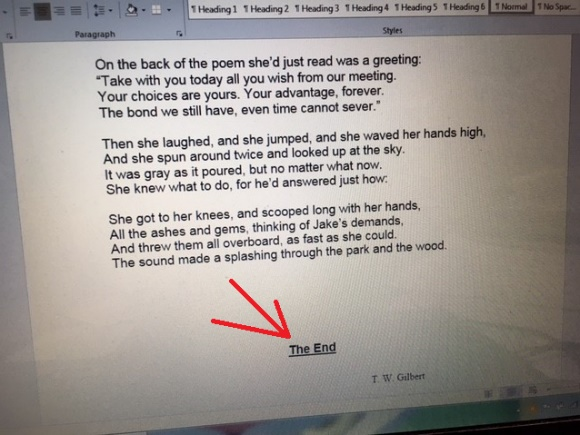 Paragraph
¶ Heading 1 ¶ Heading 2 ¶ Heading 3 ¶ Heading 4 ¶ Heading 5 ¶ Heading 6 ¶ Normal ¶ No Spac...
Styles
On the back of the poem she'd just read was a greeting:
“Take with you today all you wish from our meeting.
Your choices are yours. Your advantage, forever.
The bond we still have, even time cannot sever.”
Then she laughed, and she jumped, and she waved her hands high,
And she spun around twice and looked up at the sky.
It was gray as it poured, but no matter what now.
She knew what to do, for he'd answered just how:
She got to her knees, and scooped long with her hands,
All the ashes and gems, thinking of Jake's demands,
And threw them all overboard, as fast as she could.
The sound made a splashing through the park and the wood.
The End
T. W. Gilbert